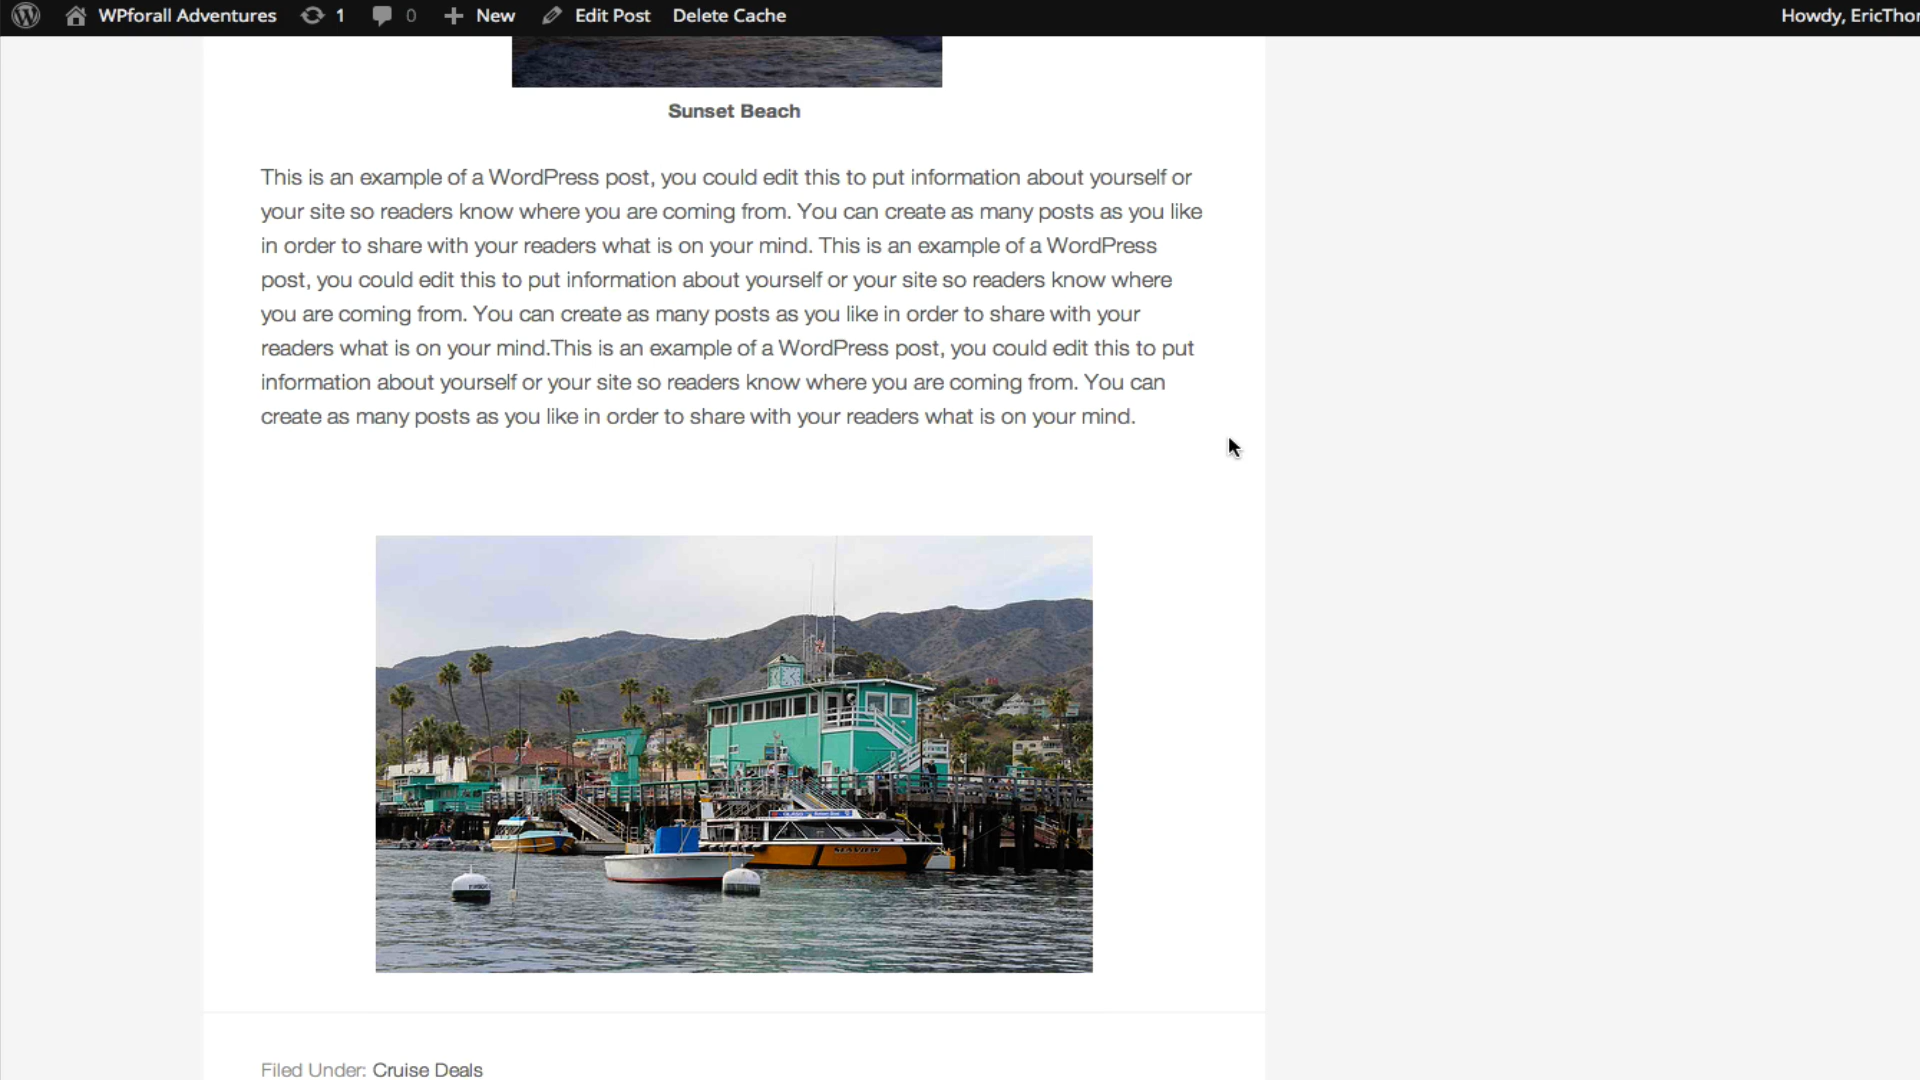 WPforall Adventures 1 0 New Edit Post Delete Cache Howdy, EricThor
Sunset Beach
This is an example of a WordPress post, you could edit this to put information about yourself or
your site so readers know where you are coming from. You can create as many posts as you like
in order to share with your readers what is on your mind. This is an example of a WordPress
post, you could edit this to put information about yourself or your site so readers know where
you are coming from. You can create as many posts as you like in order to share with your
readers what is on your mind.This is an example of a WordPress post, you could edit this to put
information about yourself or your site so readers know where you are coming from. You can
create as many posts as you like in order to share with your readers what is on your mind.
SEAVIEW
Filed Under: Cruise Deals